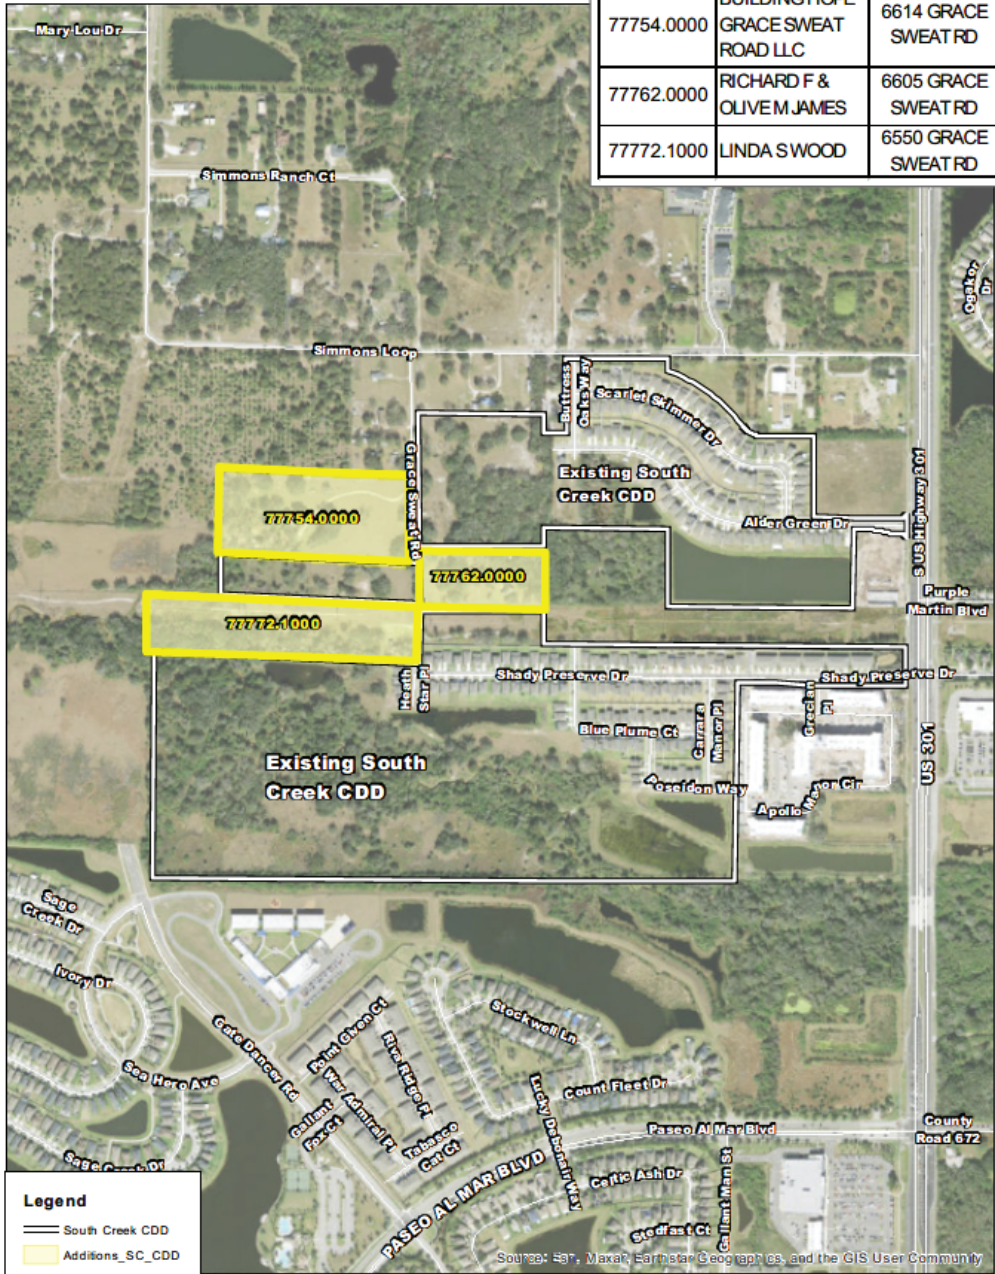 77754.0000
GRACE SWEAT
ROAD LLC
6614 GRACE
SWEAT RD
77762.0000
RICHARD F &
OLIVE M JAMES
6605 GRACE
SWEAT RD
77772.1000
LINDA S WOOD
6550 GRACE
SWEAT RD
Mary Lou Dr
Simmons Ranch Ct
Ogakor
Dr
Simmons Loop
Buttress
Oaks Way
Scarlet Skimmer Dr
Grace Sweat Rd
Existing South
Creek CDD
S US Highway 301
77754.0000
Alder Green Dr
77762.0000
Purple
Martin Blvd
77772.1000
Heath
Star Pl
Shady Preserve Dr
Shady Preserve Dr
Grecian
Pl
Carrara
Manor Pl
Blue Plume Ct
US 301
Existing South
Creek CDD
Poseidon Way
Apollo
Manor Cir
Sage
Creek Dr
Ivory Dr
Sea Hero Ave
Gate Dancer Rd
Point Given Ct
Riva Ridge Pl
War Admiral Pl
Gallant
Fox Ct
Tabasco
Cat Ct
Stockwell Ln
Count Fleet Dr
Lucky Debonair Way
Paseo Al Mar Blvd
County
Road 672
PASEO AL MAR BLVD
Celtic Ash Dr
Gallant Man St
Stedfast Ct
Sage Creek Dr
Legend
South Creek CDD
Additions_SC_CDD
Source: Esri, Maxar, Earthstar Geographics, and the GIS User Community